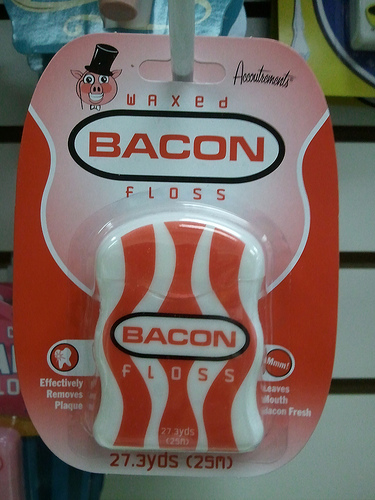 Accoutrements
WAXED
BACON
FLOSS
BACON
FLOSS
27.3yds
(25m)
Effectively
Removes
Plaque
Mmm!
Leaves
Mouth
Bacon Fresh
27.3yds (25m)